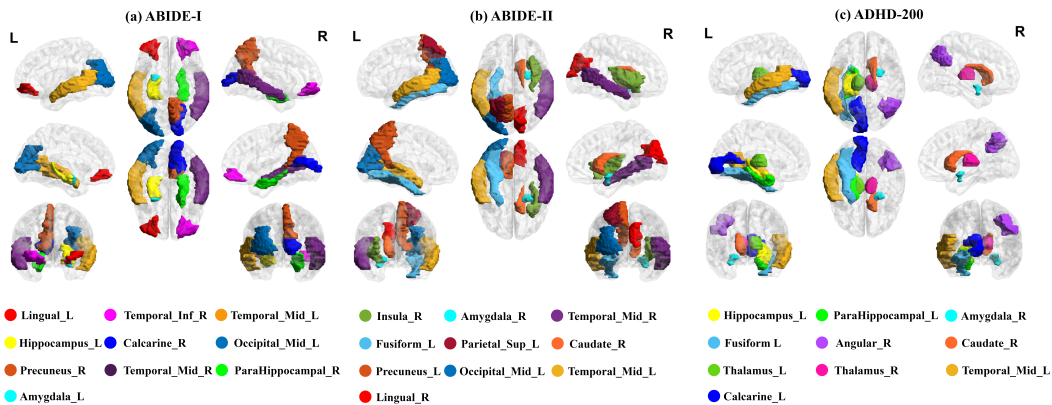 (a) ABIDE-I
(b) ABIDE-II
(c) ADHD-200
L
R
L
R
L
R
Lingual_L
Temporal_Inf_R
Temporal_Mid_L
Hippocampus_L
Calcarine_R
Occipital_Mid_L
Precuneus_R
Temporal_Mid_R
ParaHippocampal_R
Amygdala_L
Insula_R
Amygdala_R
Temporal_Mid_R
Fusiform_L
Parietal_Sup_L
Caudate_R
Precuneus_L
Occipital_Mid_L
Temporal_Mid_L
Lingual_R
Hippocampus_L
ParaHippocampal_L
Amygdala_R
Fusiform L
Angular_R
Caudate_R
Thalamus_L
Thalamus_R
Temporal_Mid_L
Calcarine_L